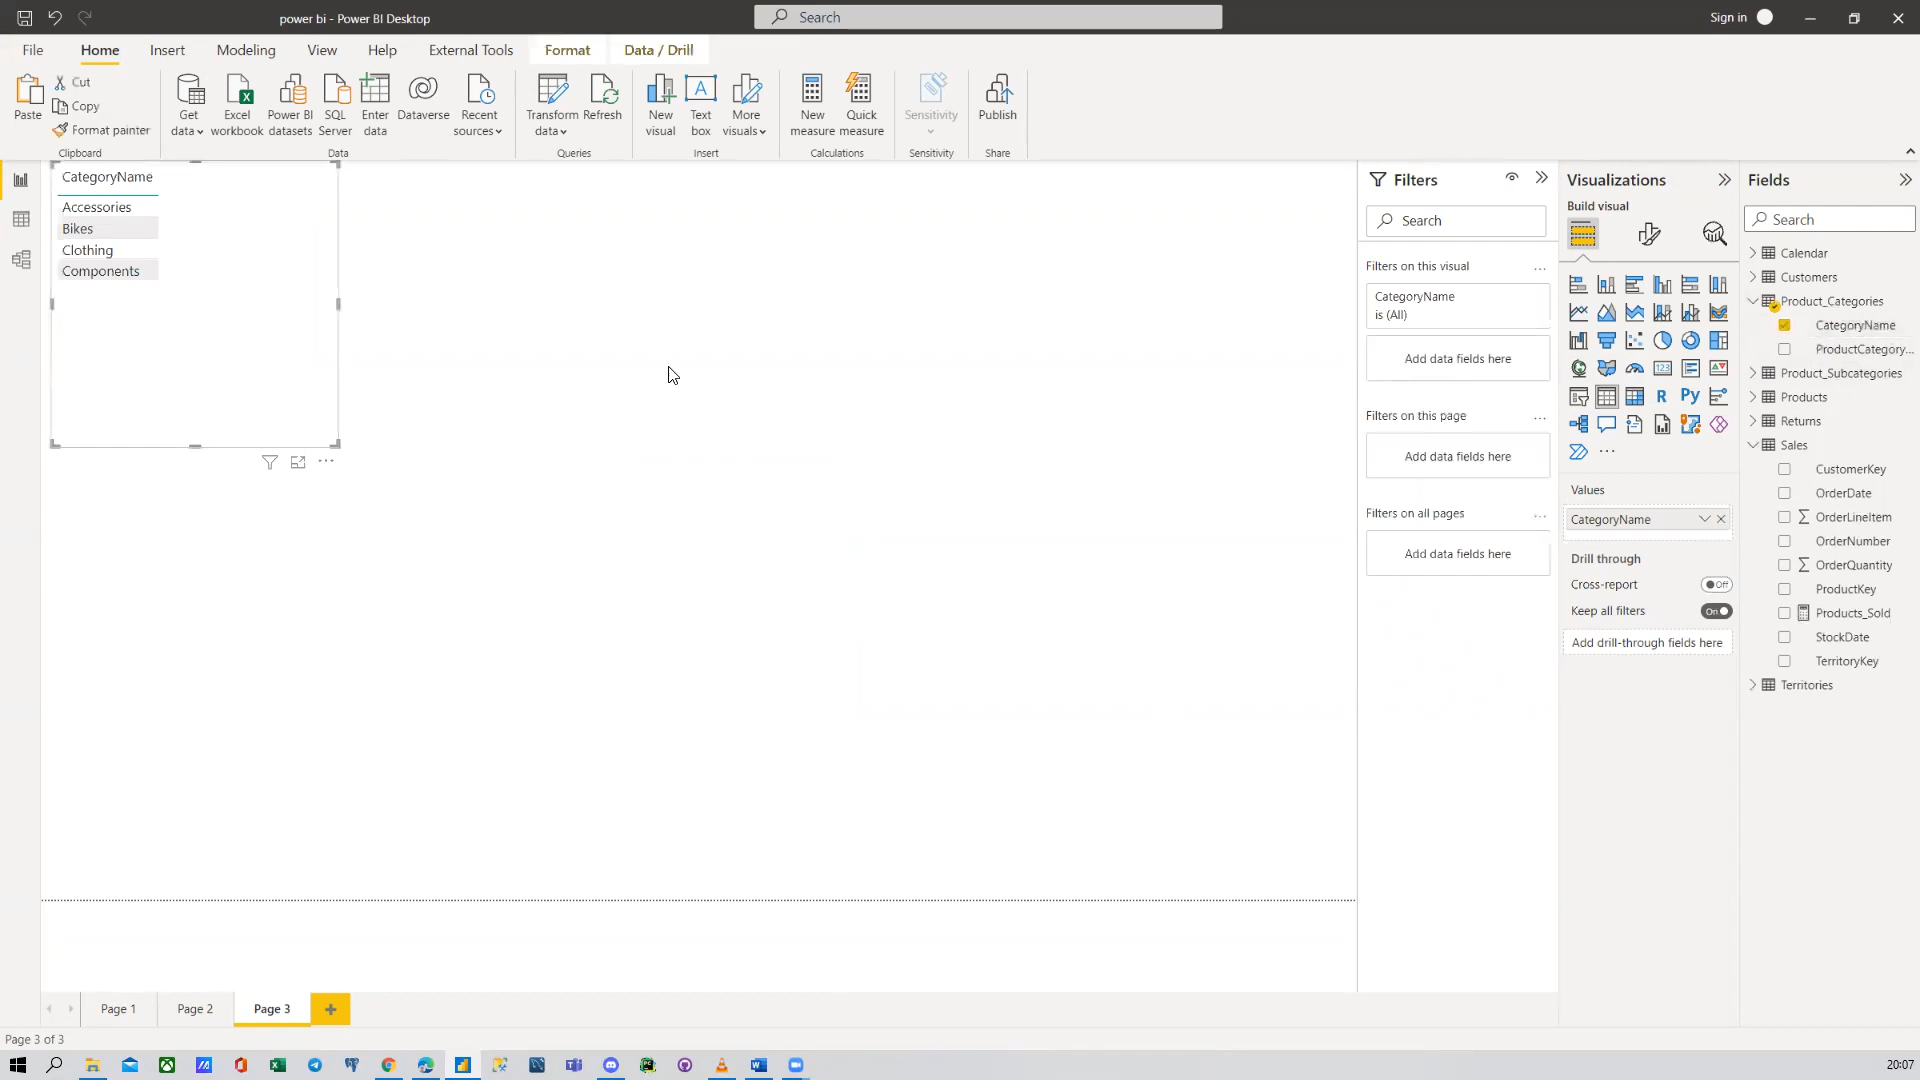 power bi - Power BI Desktop
Search
Sign in
File
Home
Insert
Modeling
View
Help
External Tools
Format
Data / Drill
Paste
Cut
Copy
Format painter
Clipboard
Get data
Excel workbook
Power BI datasets
SQL Server
Enter data
Dataverse
Recent sources
Data
Transform data
Refresh
Queries
New visual
Text box
More visuals
Insert
New measure
Quick measure
Calculations
Sensitivity
Sensitivity
Publish
Share
CategoryName
Accessories
Bikes
Clothing
Components
Filters
Search
Filters on this visual
...
CategoryName
is (All)
Add data fields here
Filters on this page
...
Add data fields here
Filters on all pages
...
Add data fields here
Visualizations
Build visual
123
R
Py
...
Values
CategoryName
Drill through
Cross-report
Off
Keep all filters
On
Add drill-through fields here
Fields
Search
Calendar
Customers
Product_Categories
CategoryName
ProductCategory...
Product_Subcategories
Products
Returns
Sales
CustomerKey
OrderDate
OrderLineItem
OrderNumber
OrderQuantity
ProductKey
Products_Sold
StockDate
TerritoryKey
Territories
Page 1
Page 2
Page 3
Page 3 of 3
20:07